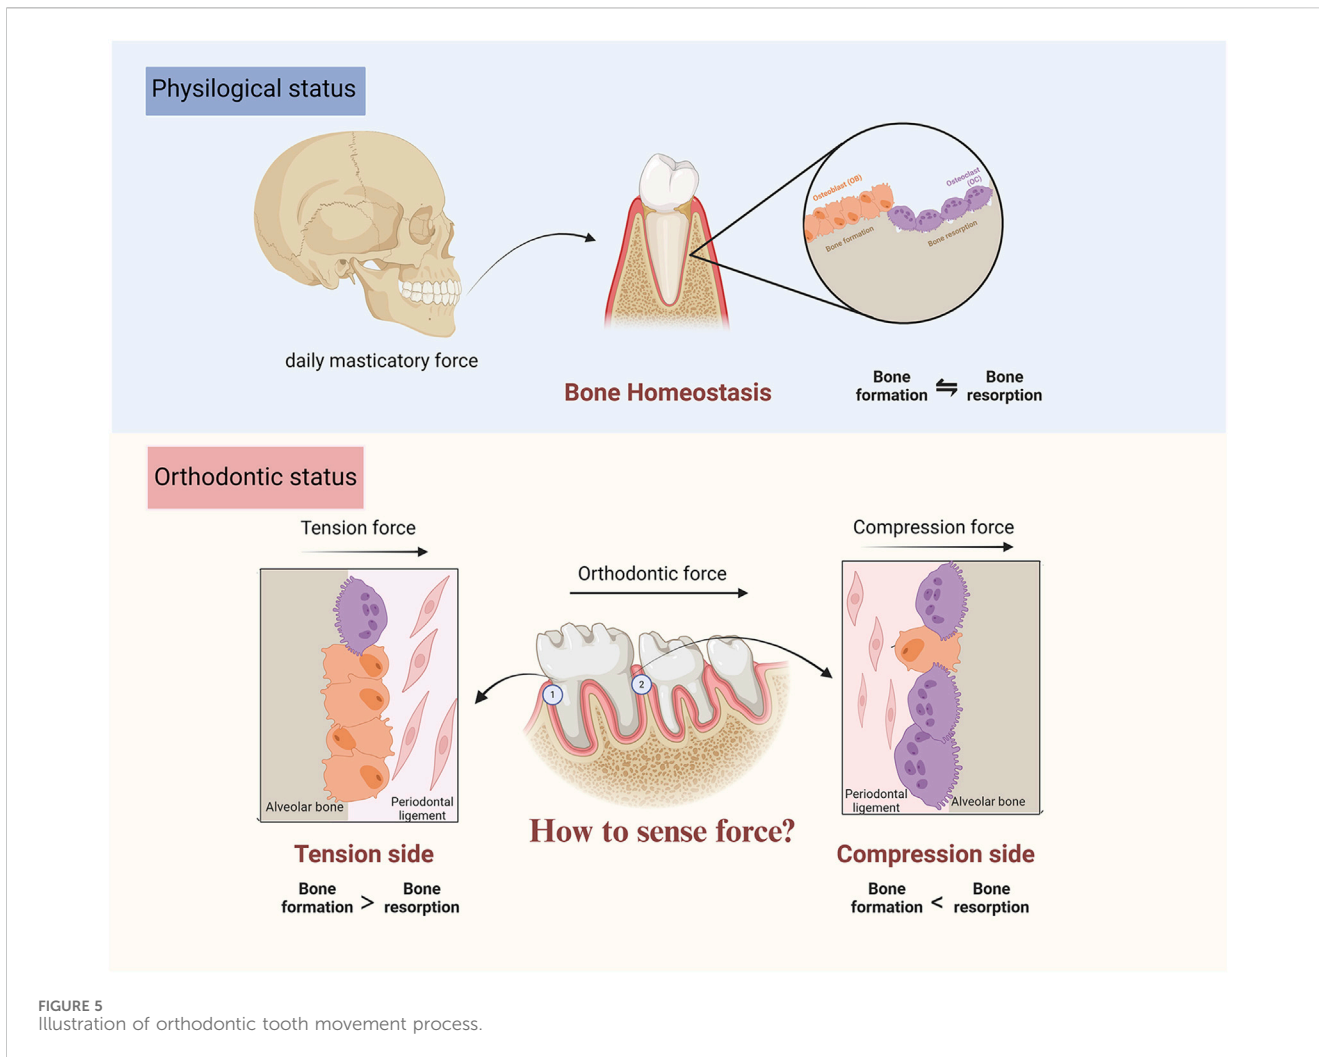 Physilogical status
Osteoblast (OB)
Osteoclast
(OC)
Bone formation
Bone resorption
daily masticatory force
Bone Homeostasis
Bone
formation
⇋
Bone
resorption
Orthodontic status
Tension force
Orthodontic force
Compression force
1
2
Alveolar bone
Periodontal
ligement
Periodontal
ligement
Alveolar bone
How to sense force?
Tension side
Bone
formation
>
Bone
resorption
Compression side
Bone
formation
<
Bone
resorption
FIGURE 5
Illustration of orthodontic tooth movement process.